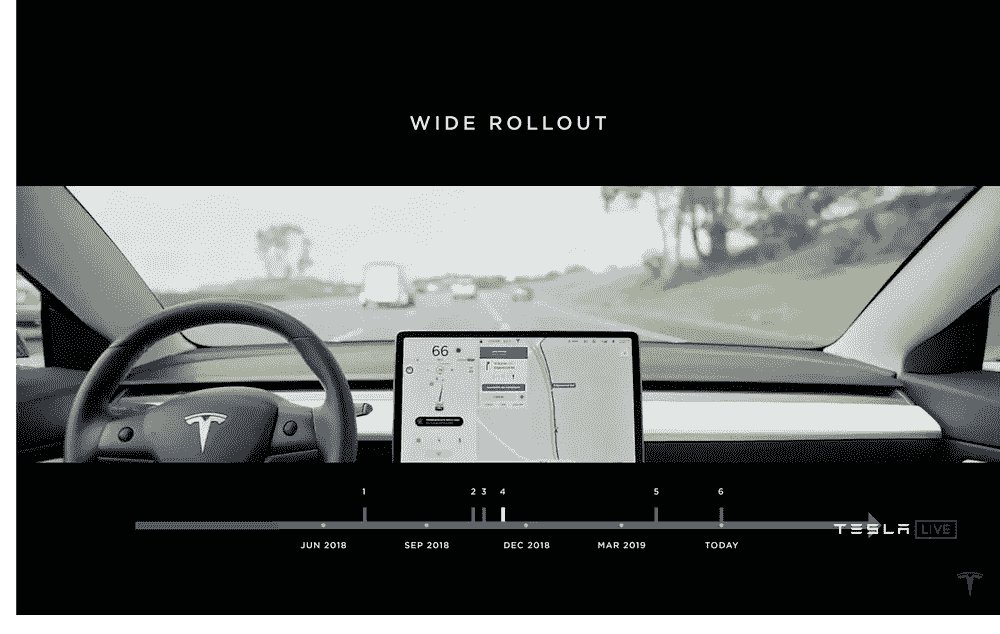 WIDE ROLLOUT
66
1 2 3 4 5 6
TESLA LIVE
JUN 2018 SEP 2018 DEC 2018 MAR 2019 TODAY